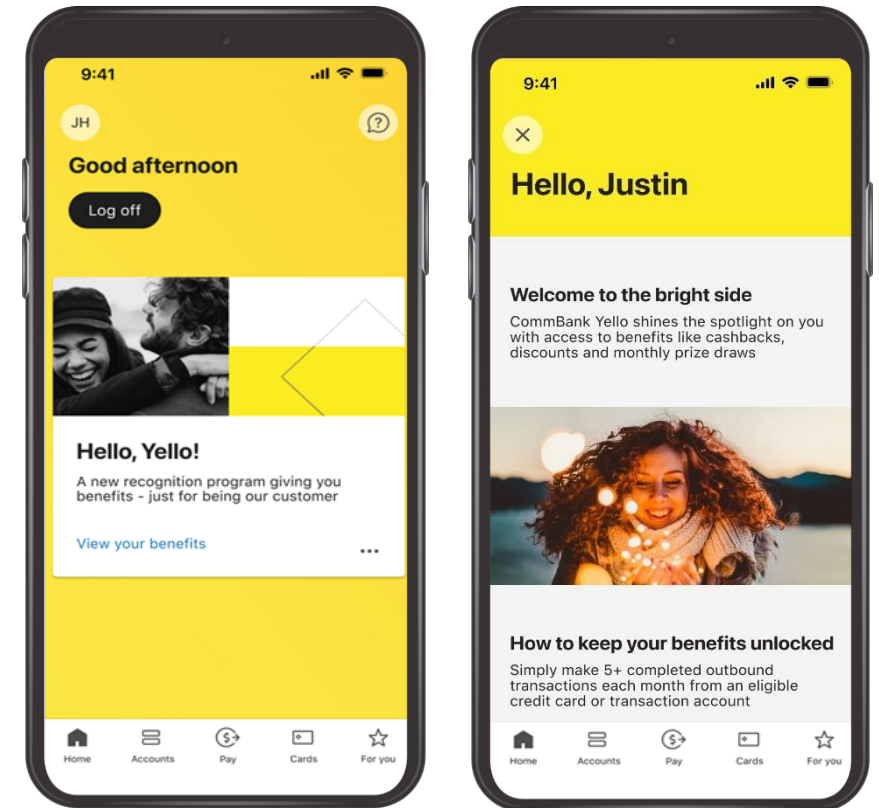 9:41
JH
Good afternoon
Log off
Hello, Yello!
A new recognition program giving you
benefits - just for being our customer
View your benefits
Home
Accounts
Pay
Cards
For you
9:41
Hello, Justin
Welcome to the bright side
CommBank Yello shines the spotlight on you
with access to benefits like cashbacks,
discounts and monthly prize draws
How to keep your benefits unlocked
Simply make 5+ completed outbound
transactions each month from an eligible
credit card or transaction account
Home
Accounts
Pay
Cards
For you